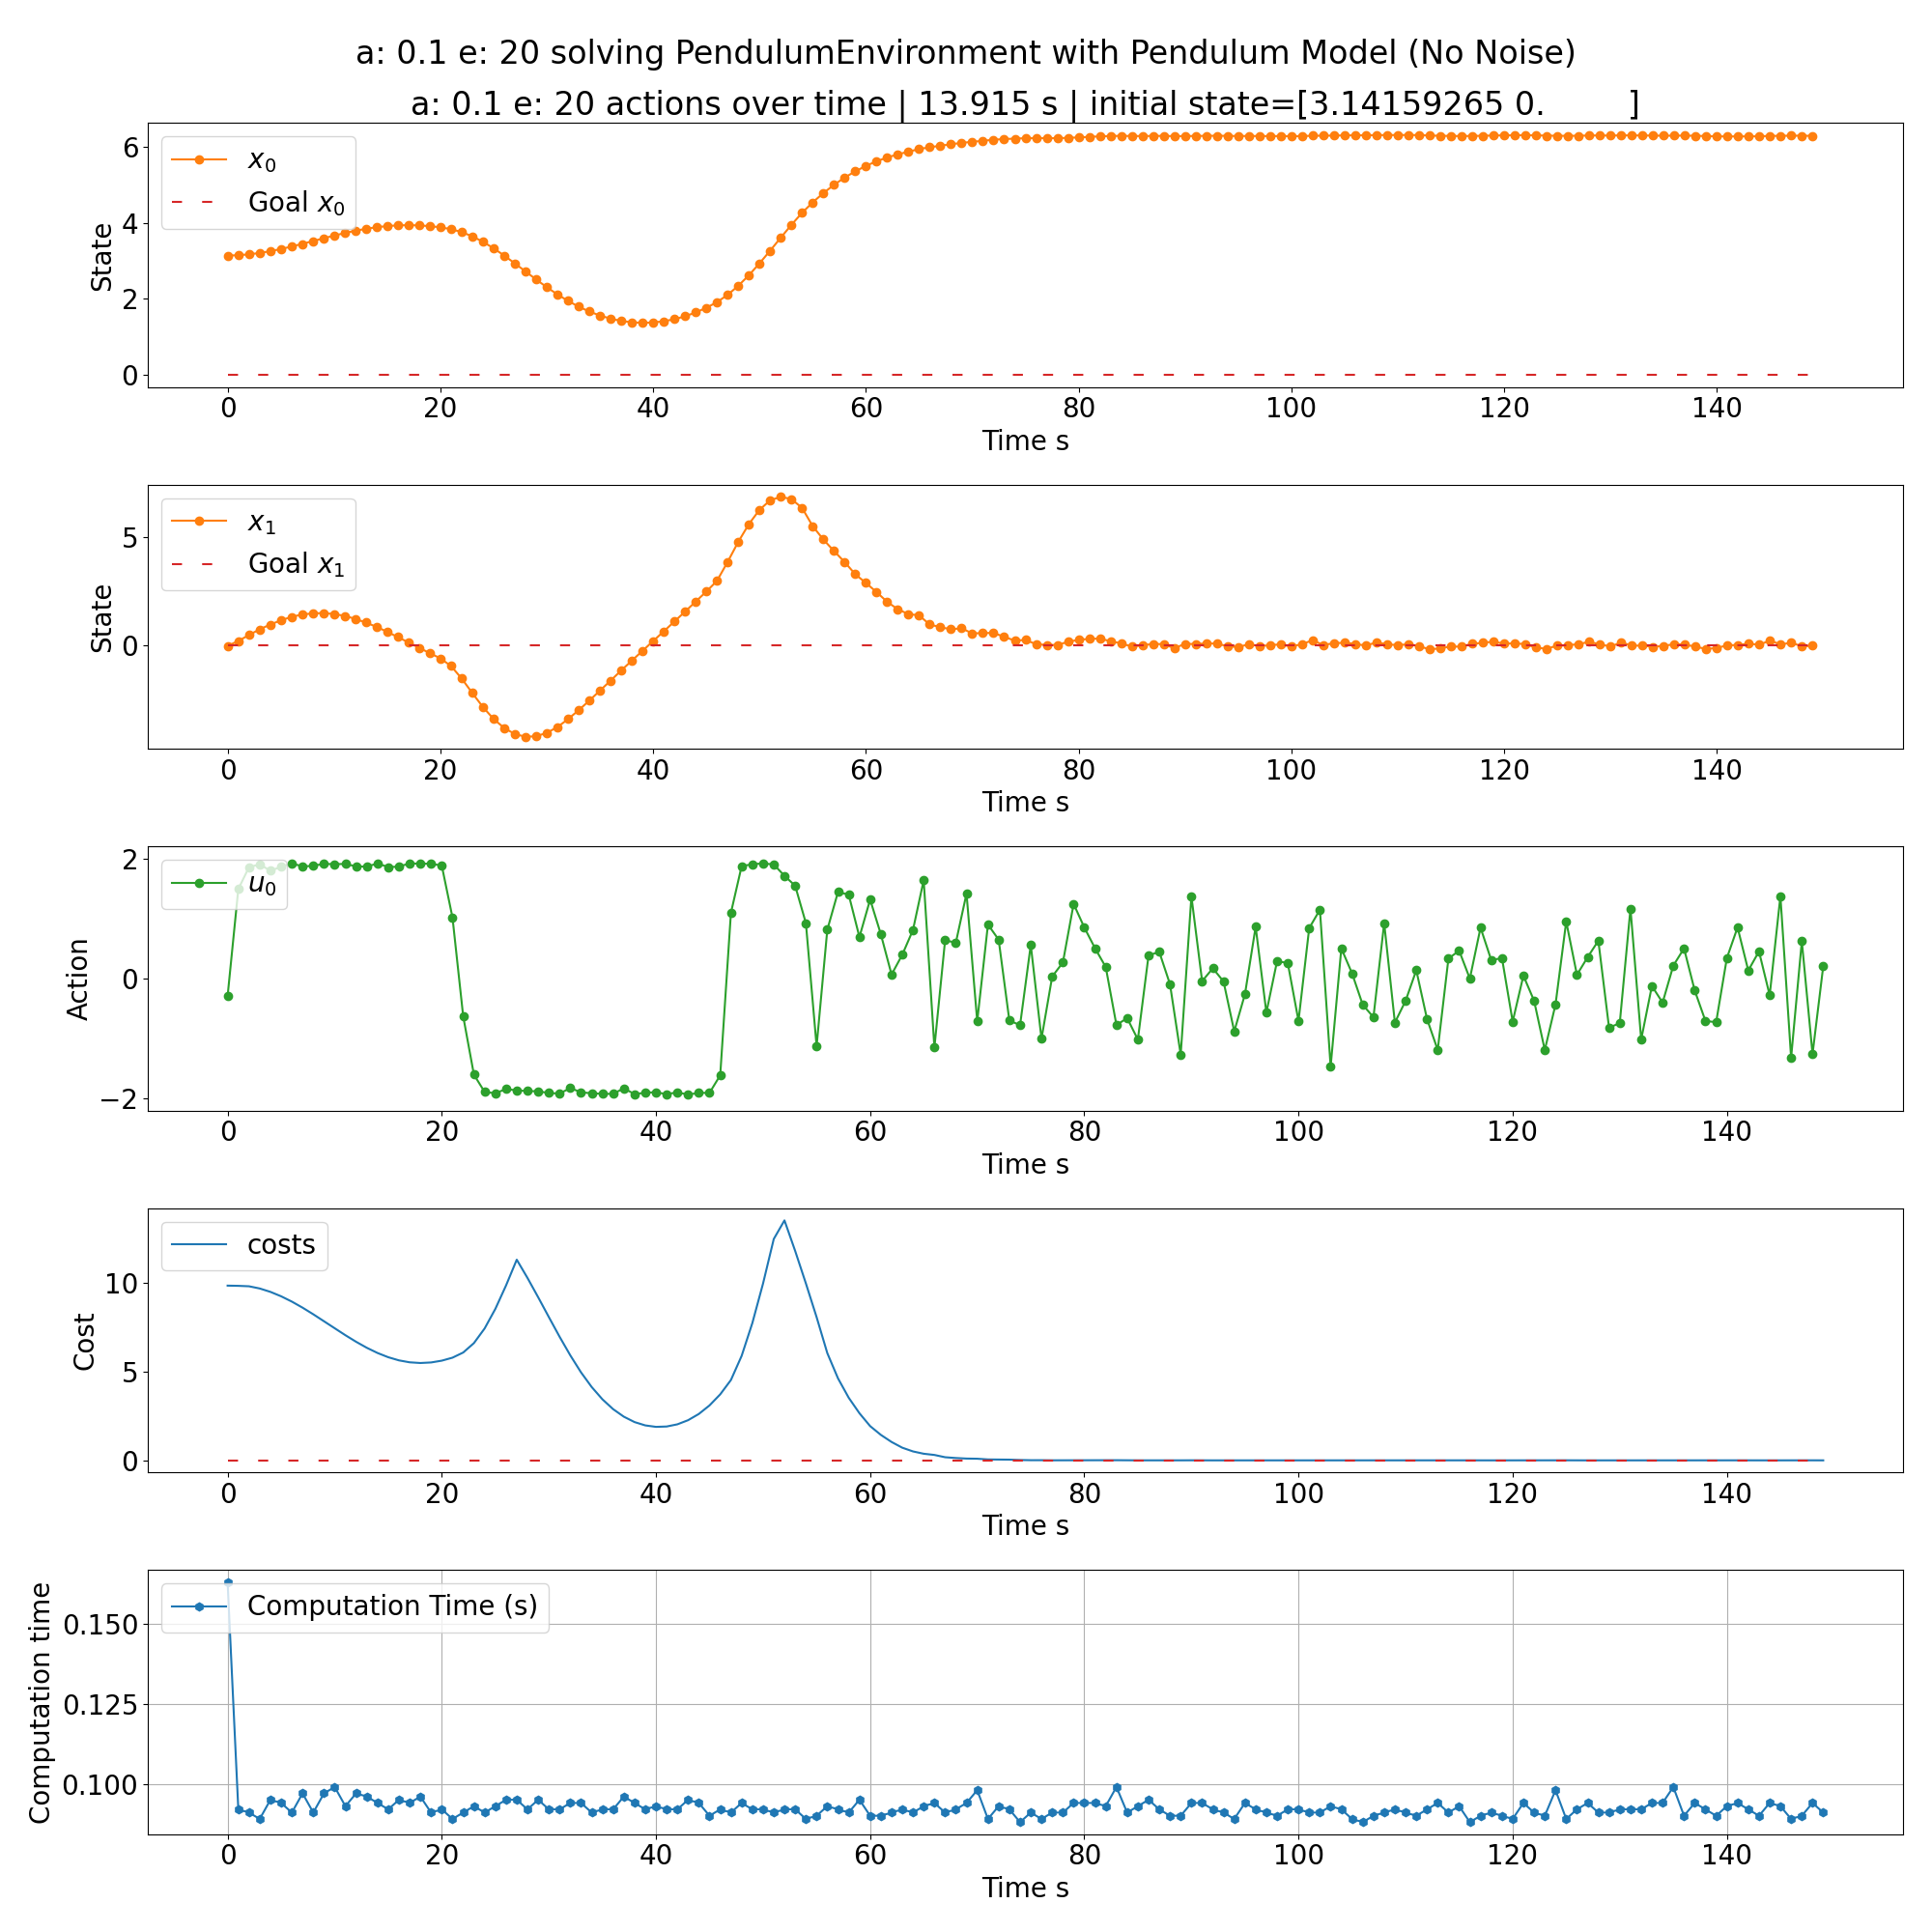 a: 0.1 e: 20 solving PendulumEnvironment with Pendulum Model (No Noise)
a: 0.1 e: 20 actions over time | 13.915 s | initial state=[3.14159265 0.         ]
x₀
Goal x₀
State
6
4
2
0
0 20 40 60 80 100 120 140
Time s
x₁
Goal x₁
State
5
0
0 20 40 60 80 100 120 140
Time s
u₀
Action
2
0
−2
0 20 40 60 80 100 120 140
Time s
costs
Cost
10
5
0
0 20 40 60 80 100 120 140
Time s
Computation Time (s)
Computation time
0.150
0.125
0.100
0 20 40 60 80 100 120 140
Time s